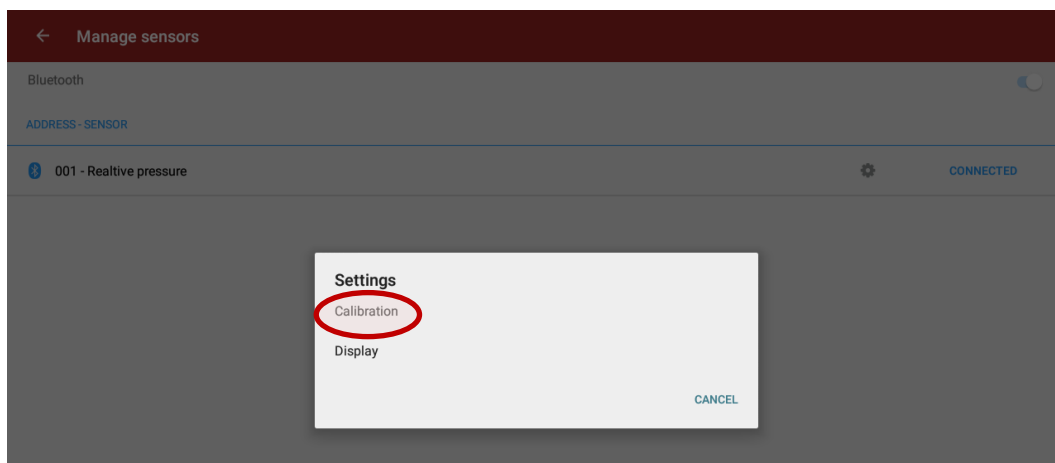 Manage sensors
Bluetooth
ADDRESS - SENSOR
001 - Realtive pressure
CONNECTED
Settings
Calibration
Display
CANCEL